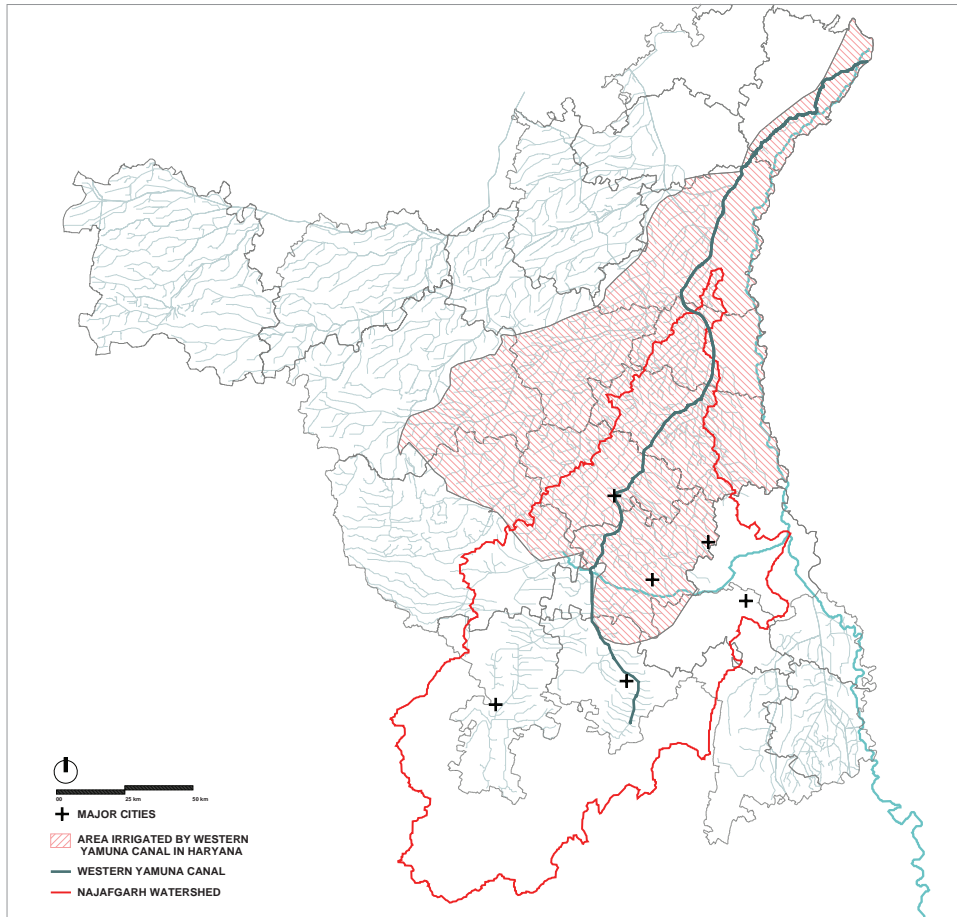 00 25 km 50 km
MAJOR CITIES
AREA IRRIGATED BY WESTERN
YAMUNA CANAL IN HARYANA
WESTERN YAMUNA CANAL
NAJAFGARH WATERSHED